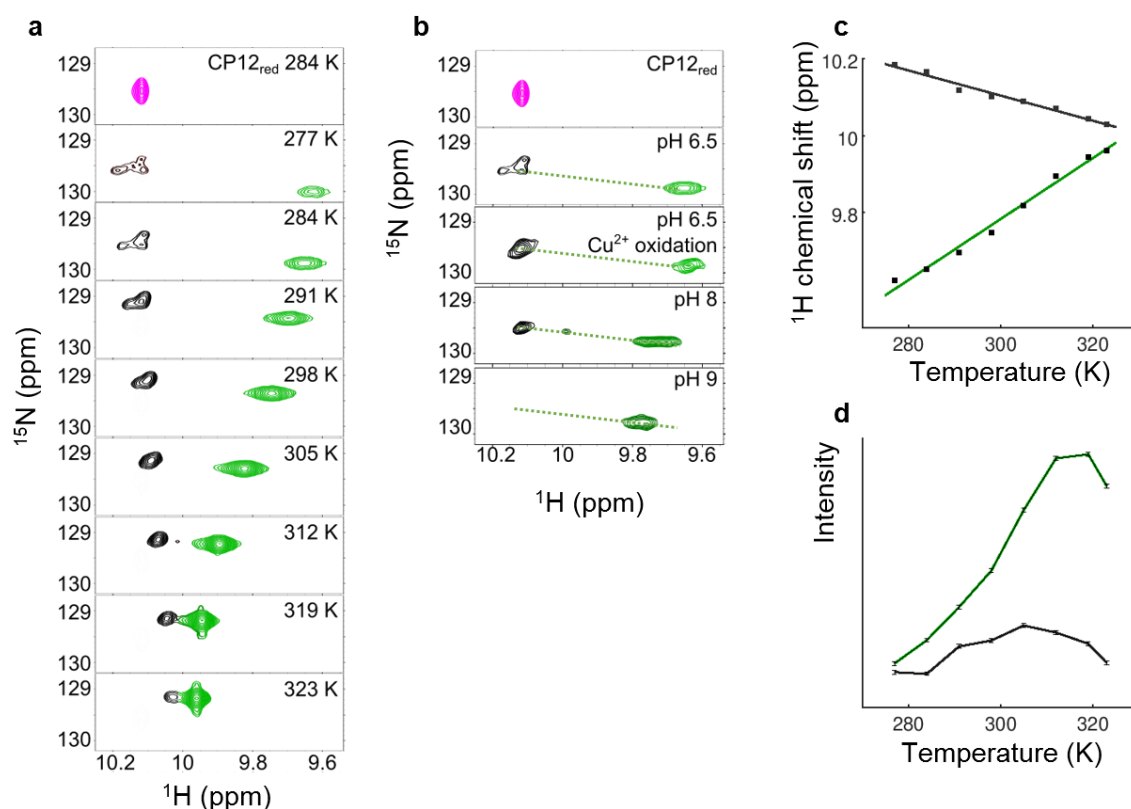 a
129
CP12red 284 K
130
129
277 K
130
129
284 K
130
129
291 K
130
129
298 K
130
129
305 K
130
129
312 K
130
129
319 K
130
129
323 K
130
10.2 10 9.8 9.6
¹H (ppm)
¹⁵N (ppm)
b
129
CP12red
130
129
pH 6.5
130
129
pH 6.5
Cu²⁺ oxidation
130
129
pH 8
130
129
pH 9
130
10.2 10 9.8 9.6
¹H (ppm)
¹⁵N (ppm)
c
10.2
10
9.8
¹H chemical shift (ppm)
280 300 320
Temperature (K)
d
Intensity
280 300 320
Temperature (K)